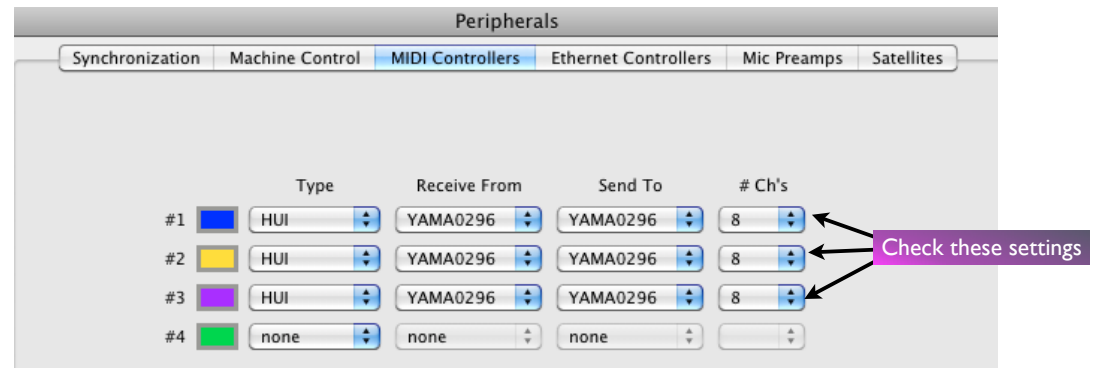 Peripherals
Synchronization Machine Control MIDI Controllers Ethernet Controllers Mic Preamps Satellites
Type Receive From Send To # Ch's
#1 HUI YAMA0296 YAMA0296 8
#2 HUI YAMA0296 YAMA0296 8
Check these settings
#3 HUI YAMA0296 YAMA0296 8
#4 none none none